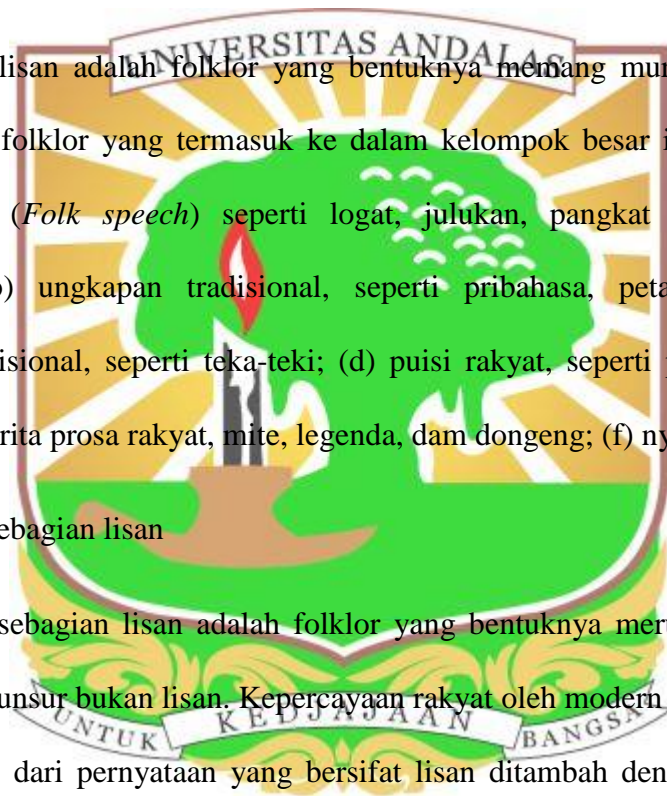 UNIVERSITAS ANDALAS
lisan adalah folklor yang bentuknya memang mur
folklor yang termasuk ke dalam kelompok besar i
(Folk speech) seperti logat, julukan, pangkat
) ungkapan tradisional, seperti pribahasa, peta
isional, seperti teka-teki; (d) puisi rakyat, seperti p
rita prosa rakyat, mite, legenda, dam dongeng; (f) ny
ebagian lisan
sebagian lisan adalah folklor yang bentuknya mer
unsur bukan lisan. Kepercayaan rakyat oleh modern
UNTUK KEDJAJAAN BANGSA
dari pernyataan yang bersifat lisan ditambah den